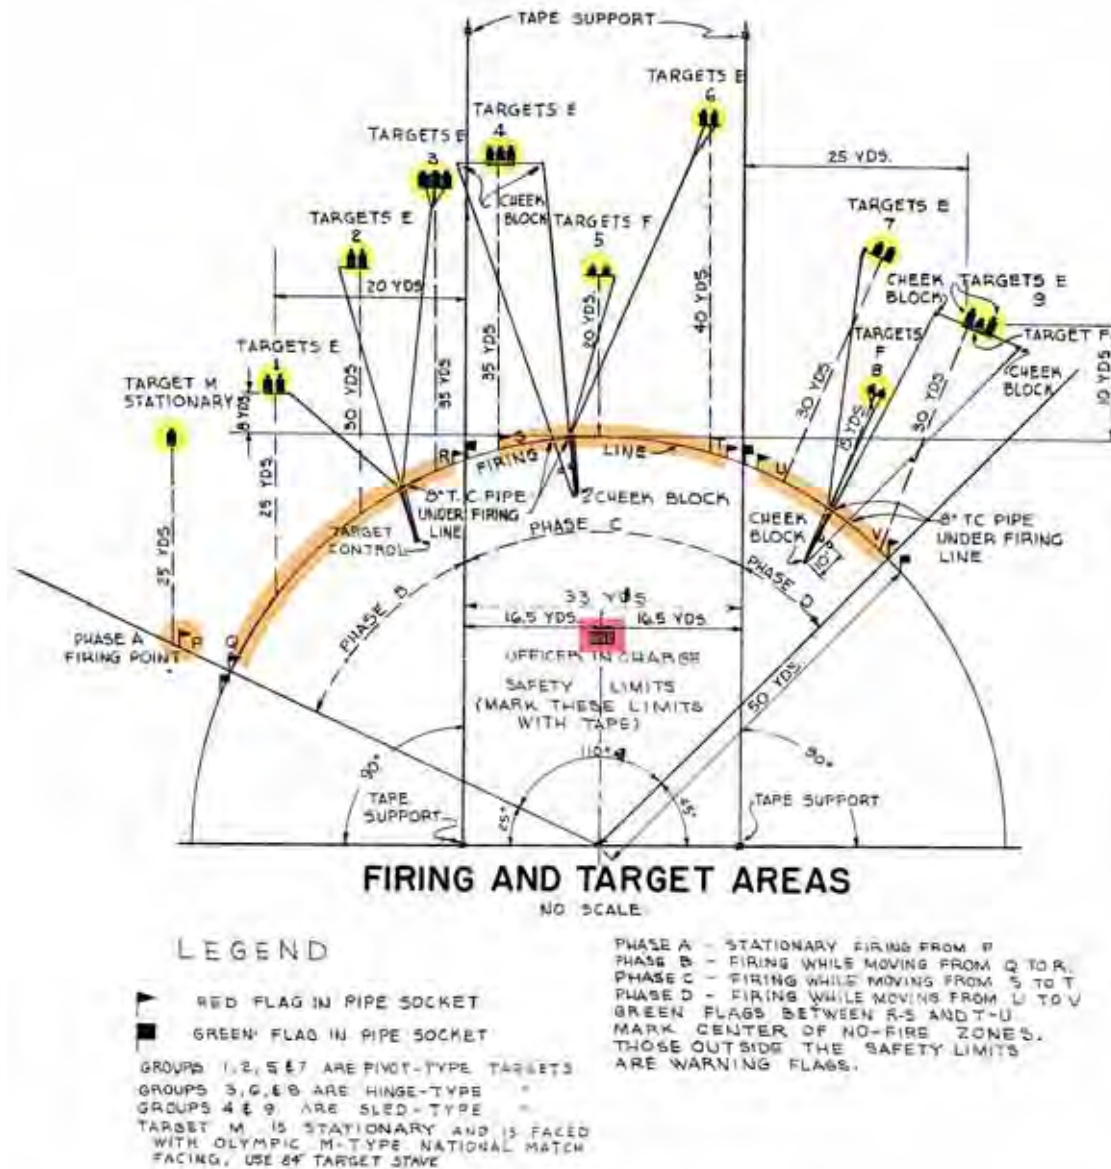 TAPE SUPPORT
TARGETS E
6
TARGETS E
4
TARGETS E
3
25 YDS.
CHEEK
BLOCK
TARGETS E
7
TARGETS E
2
TARGETS F
5
CHEEK
BLOCK
TARGETS E
9
20 YDS
40 YDS
20 YDS.
TARGETS
F
8
TARGET F
CHEEK
BLOCK
TARGETS E
1
TARGET M
STATIONARY
8 YDS
30 YDS
35 YDS
35 YDS
30 YDS
15 YDS
30 YDS
10 YDS
R
S
FIRING
LINE
T
U
25 YDS
8" T.C. PIPE
UNDER FIRING
LINE
CHEEK BLOCK
TARGET
CONTROL
CHEEK
BLOCK
V
8" TC PIPE
UNDER FIRING
LINE
10'
25 YDS
PHASE C
PHASE B
PHASE D
33 YDS
16.5 YDS.
16.5 YDS.
PHASE A
FIRING POINT
P
Q
OFFICER IN CHARGE
SAFETY LIMITS
(MARK THESE LIMITS
WITH TAPE)
50 YDS.
90°
110°
90°
TAPE
SUPPORT
25°
45°
TAPE SUPPORT
FIRING AND TARGET AREAS
NO SCALE
LEGEND
RED FLAG IN PIPE SOCKET
GREEN FLAG IN PIPE SOCKET
GROUPS 1, 2, 5 & 7 ARE PIVOT-TYPE TARGETS
GROUPS 3, 6, & 8 ARE HINGE-TYPE "
GROUPS 4 & 9 ARE SLED-TYPE "
TARGET M IS STATIONARY AND IS FACED
WITH OLYMPIC M-TYPE NATIONAL MATCH
FACING, USE 84" TARGET STAVE
PHASE A - STATIONARY FIRING FROM P
PHASE B - FIRING WHILE MOVING FROM Q TO R.
PHASE C - FIRING WHILE MOVING FROM S TO T
PHASE D - FIRING WHILE MOVING FROM U TO V
GREEN FLAGS BETWEEN R-S AND T-U
MARK CENTER OF NO-FIRE ZONES.
THOSE OUTSIDE THE SAFETY LIMITS
ARE WARNING FLAGS.